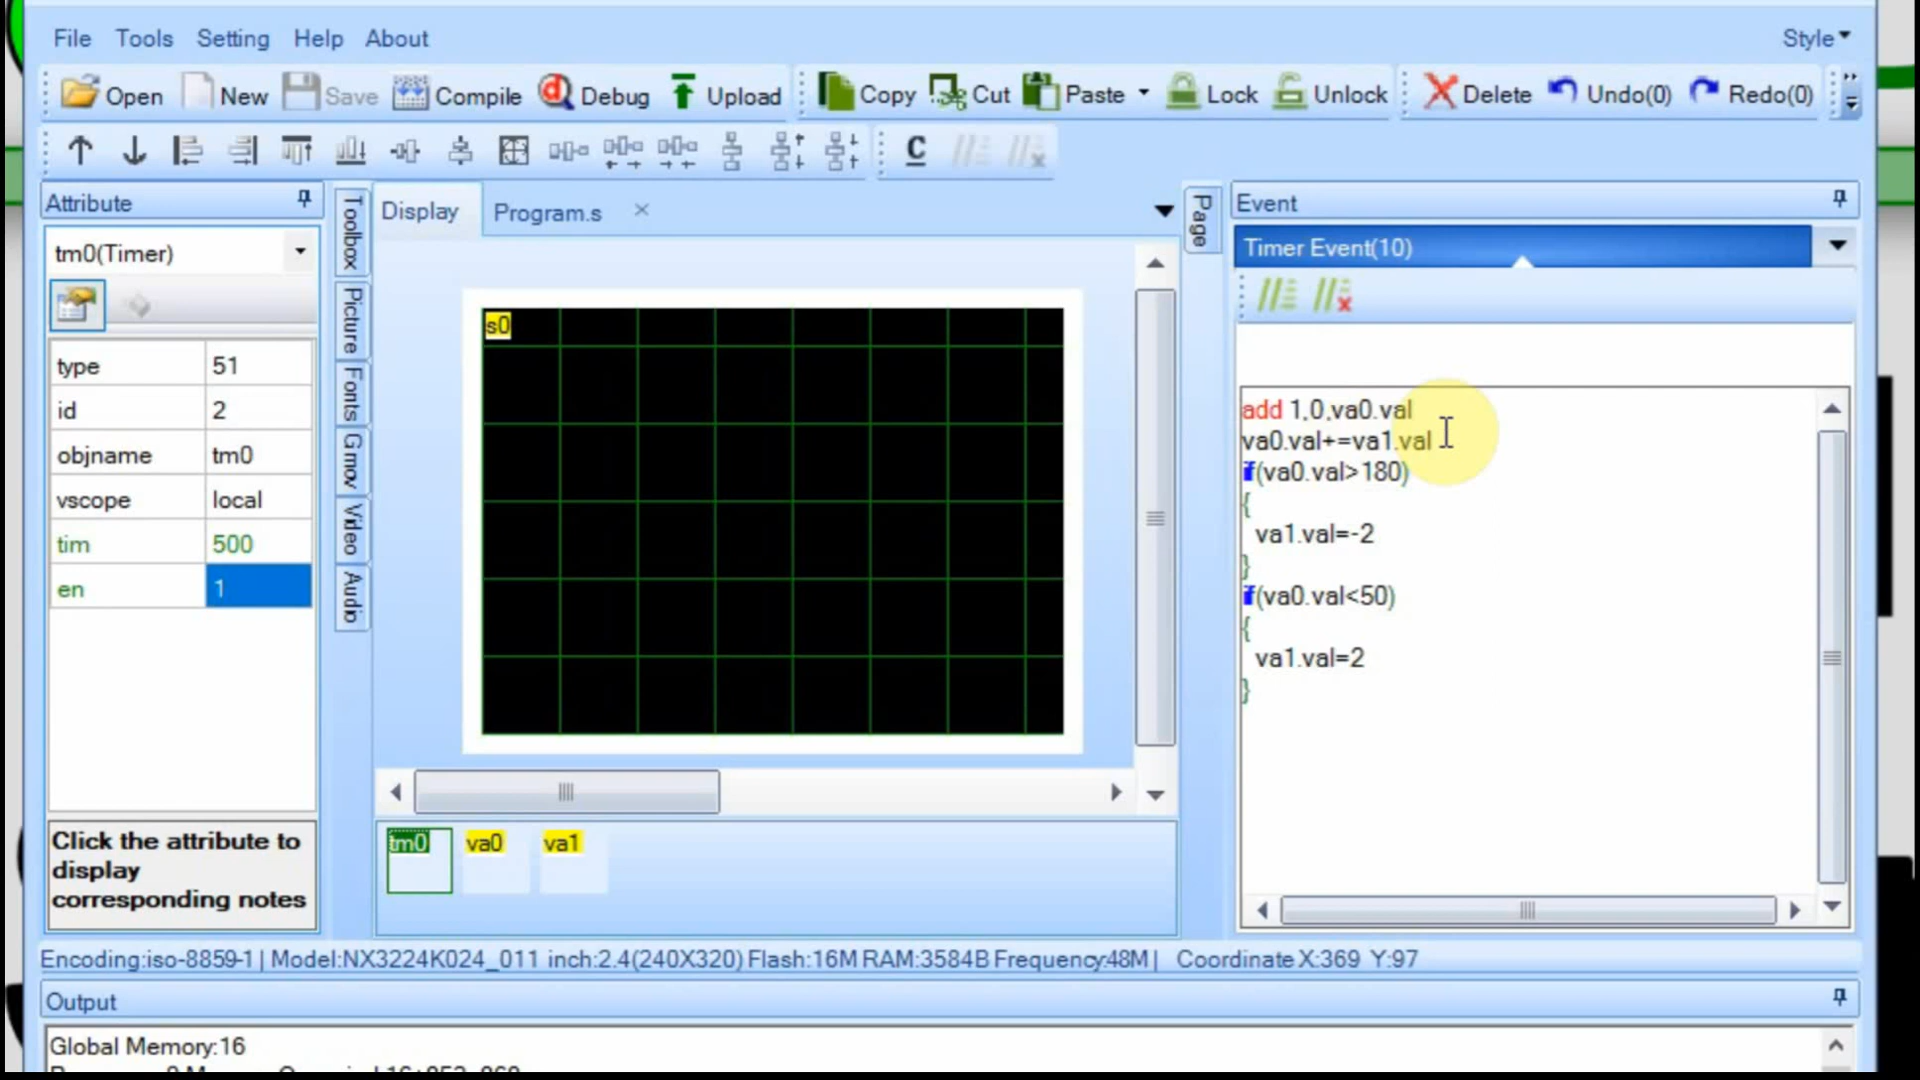 File Tools Setting Help About Style
Open New Save Compile Debug Upload Copy Cut Paste Lock Unlock Delete Undo(0) Redo(0)
C
Attribute
tm0(Timer)
type 51
id 2
objname tm0
vscope local
tim 500
en 1
Click the attribute to
display
corresponding notes
Toolbox
Picture
Fonts
Gmov
Video
Audio
Display Program.s
s0
tm0 va0 va1
Page
Event
Timer Event(10)
add 1,0,va0.val
va0.val+=va1.val
if(va0.val>180)
{
va1.val=-2
}
if(va0.val<50)
{
va1.val=2
}
Encoding:iso-8859-1 | Model:NX3224K024_011 inch:2.4(240X320) Flash:16M RAM:3584B Frequency:48M | Coordinate X:369 Y:97
Output
Global Memory:16